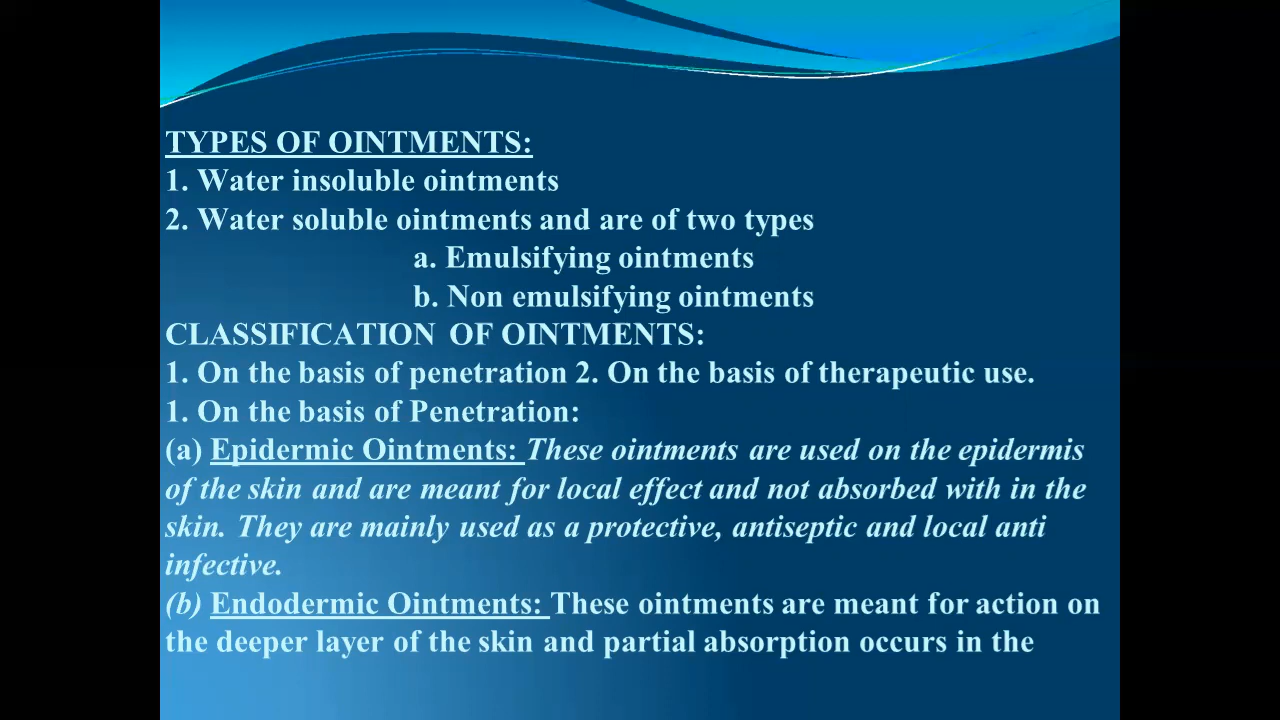 TYPES OF OINTMENTS:
1. Water insoluble ointments
2. Water soluble ointments and are of two types
a. Emulsifying ointments
b. Non emulsifying ointments
CLASSIFICATION OF OINTMENTS:
1. On the basis of penetration 2. On the basis of therapeutic use.
1. On the basis of Penetration:
(a) Epidermic Ointments: These ointments are used on the epidermis
of the skin and are meant for local effect and not absorbed with in the
skin. They are mainly used as a protective, antiseptic and local anti
infective.
(b) Endodermic Ointments: These ointments are meant for action on
the deeper layer of the skin and partial absorption occurs in the